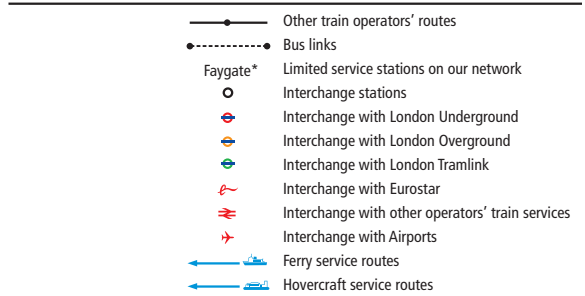 Other train operators' routes
Bus links
Faygate* Limited service stations on our network
Interchange stations
Interchange with London Underground
Interchange with London Overground
Interchange with London Tramlink
Interchange with Eurostar
Interchange with other operators' train services
Interchange with Airports
Ferry service routes
Hovercraft service routes